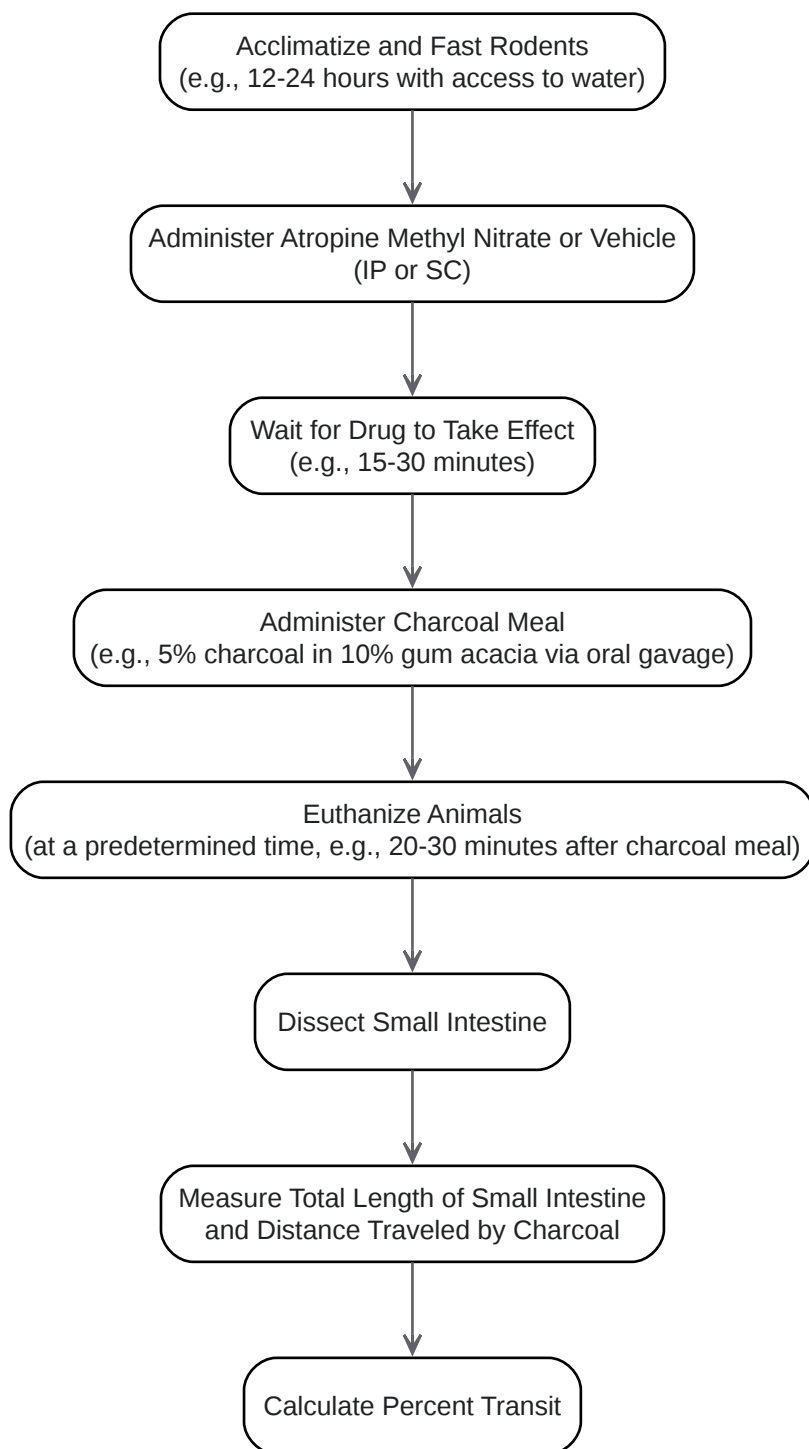 Acclimatize and Fast Rodents
(e.g., 12-24 hours with access to water)
Administer Atropine Methyl Nitrate or Vehicle
(IP or SC)
Wait for Drug to Take Effect
(e.g., 15-30 minutes)
Administer Charcoal Meal
(e.g., 5% charcoal in 10% gum acacia via oral gavage)
Euthanize Animals
(at a predetermined time, e.g., 20-30 minutes after charcoal meal)
Dissect Small Intestine
Measure Total Length of Small Intestine
and Distance Traveled by Charcoal
Calculate Percent Transit